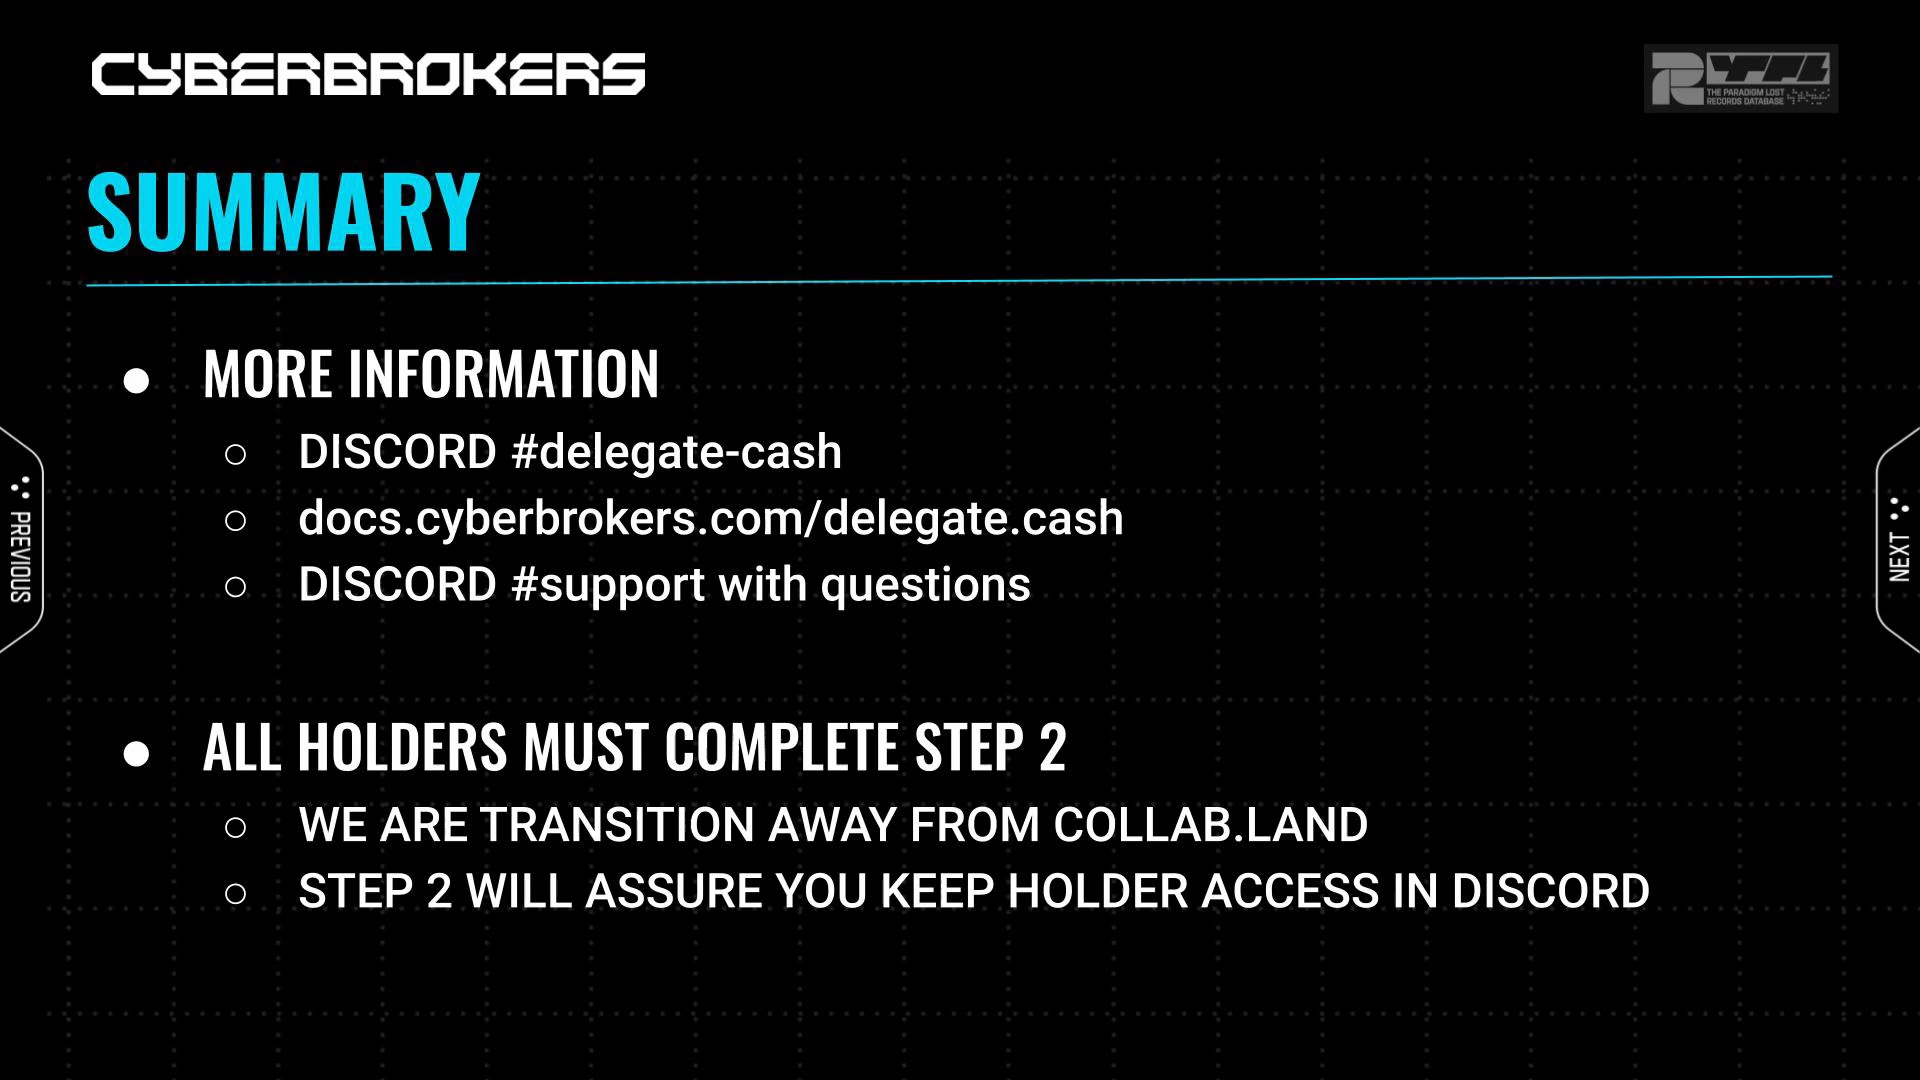 CYBERBROKERS
THE PARADIGM LOST
RECORDS DATABASE
SUMMARY
● MORE INFORMATION
○ DISCORD #delegate-cash
○ docs.cyberbrokers.com/delegate.cash
○ DISCORD #support with questions
PREVIOUS
NEXT
● ALL HOLDERS MUST COMPLETE STEP 2
○ WE ARE TRANSITION AWAY FROM COLLAB.LAND
○ STEP 2 WILL ASSURE YOU KEEP HOLDER ACCESS IN DISCORD